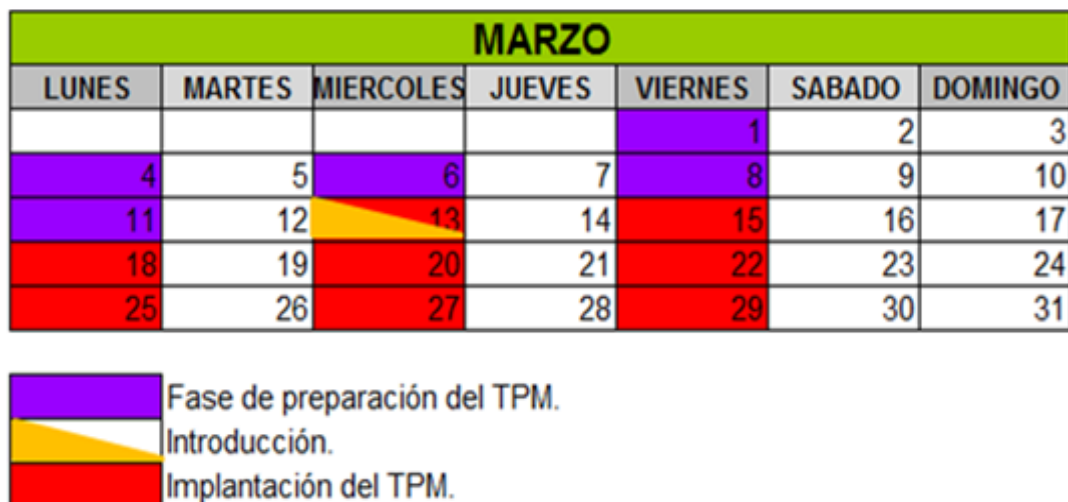 MARZO
LUNES MARTES MIERCOLES JUEVES VIERNES SABADO DOMINGO
1 2 3
4 5 6 7 8 9 10
11 12 13 14 15 16 17
18 19 20 21 22 23 24
25 26 27 28 29 30 31
Fase de preparación del TPM.
Introducción.
Implantación del TPM.